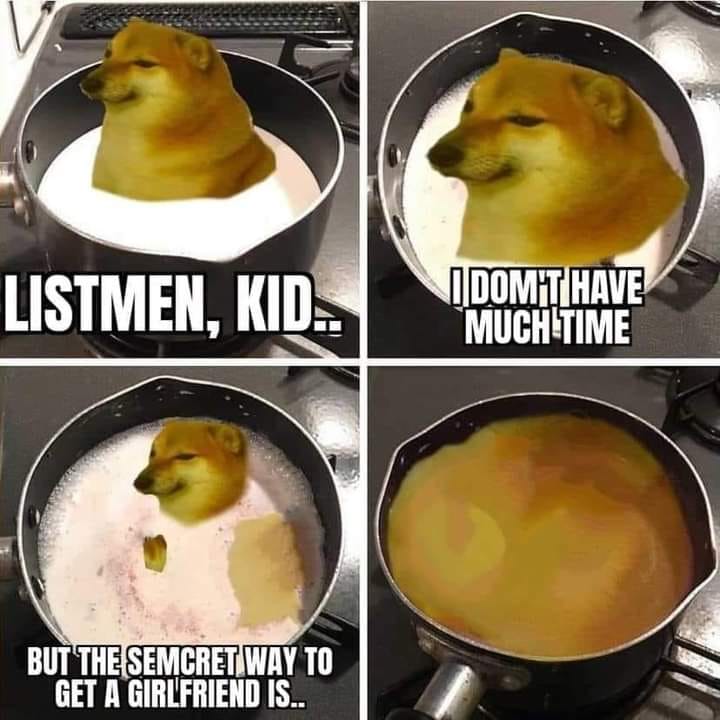 LISTMEN, KID..
I DOM'T HAVE
MUCH TIME
BUT THE SEMCRET WAY TO
GET A GIRLFRIEND IS..